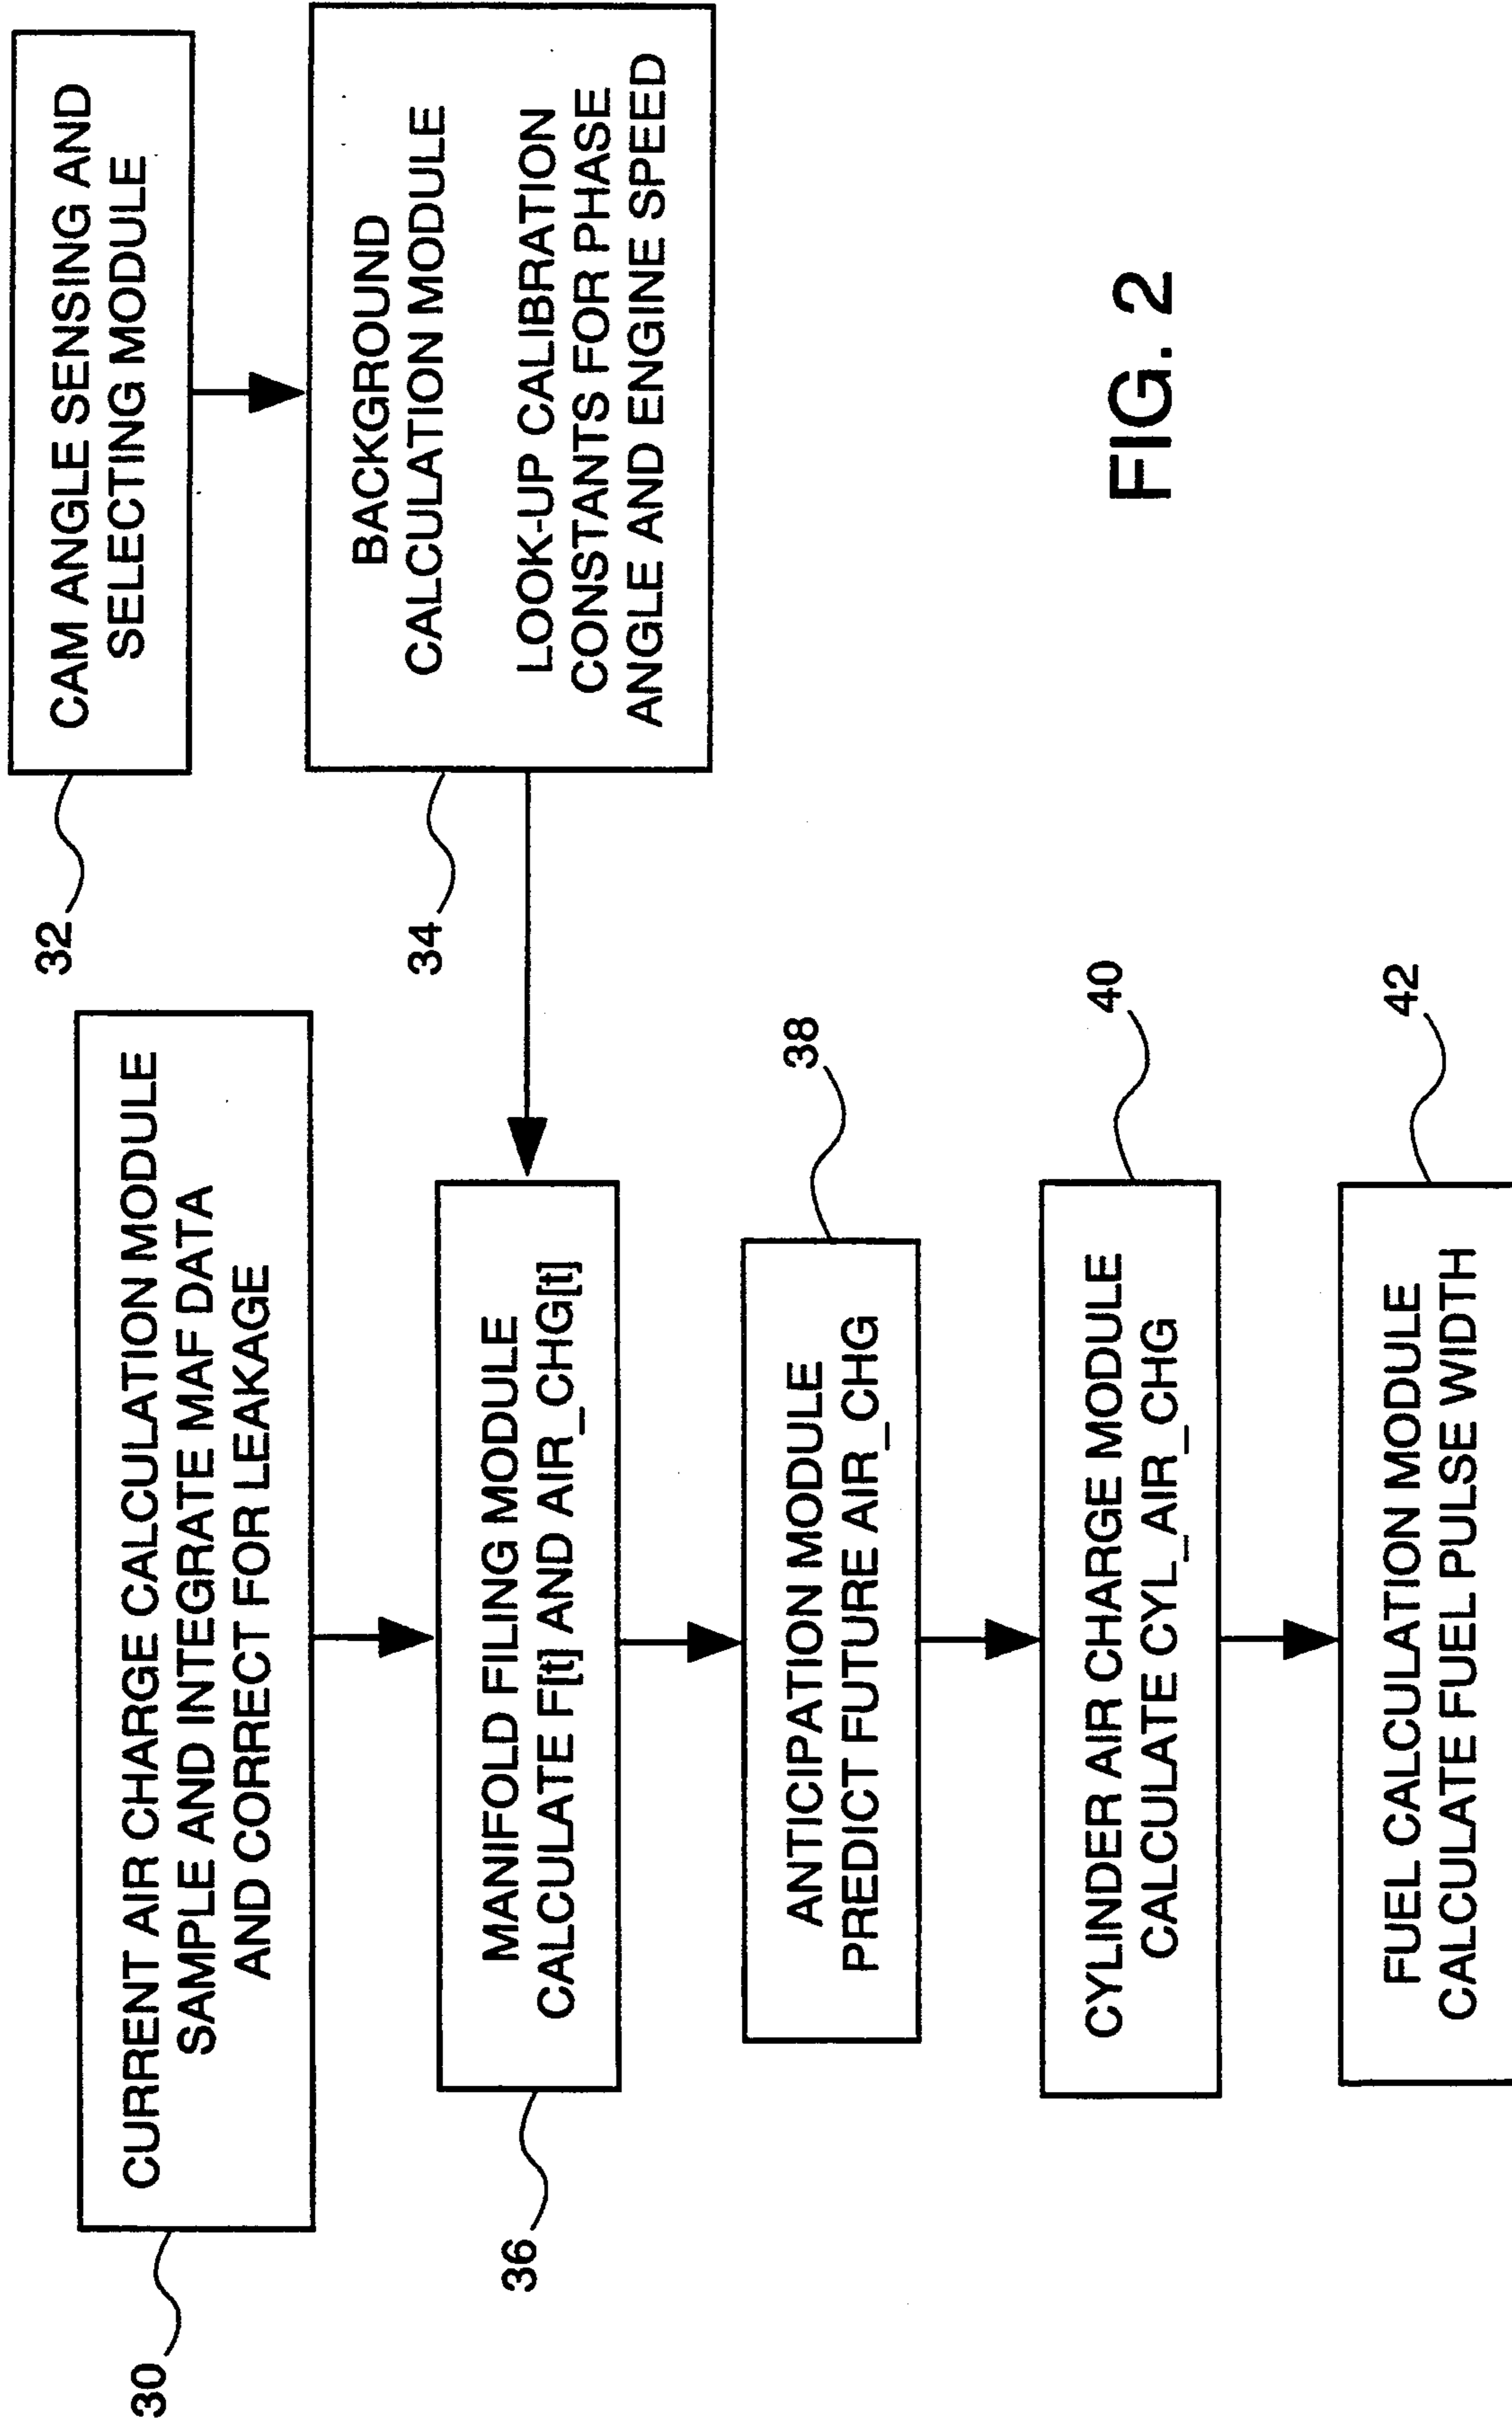 30
CURRENT AIR CHARGE CALCULATION MODULE
SAMPLE AND INTEGRATE MAF DATA
AND CORRECT FOR LEAKAGE
32
CAM ANGLE SENSING AND
SELECTING MODULE
34
BACKGROUND
CALCULATION MODULE
LOOK-UP CALIBRATION
CONSTANTS FOR PHASE
ANGLE AND ENGINE SPEED
36
MANIFOLD FILING MODULE
CALCULATE F[t] AND AIR_CHG[t]
38
ANTICIPATION MODULE
PREDICT FUTURE AIR_CHG
40
CYLINDER AIR CHARGE MODULE
CALCULATE CYL_AIR_CHG
42
FUEL CALCULATION MODULE
CALCULATE FUEL PULSE WIDTH
FIG. 2